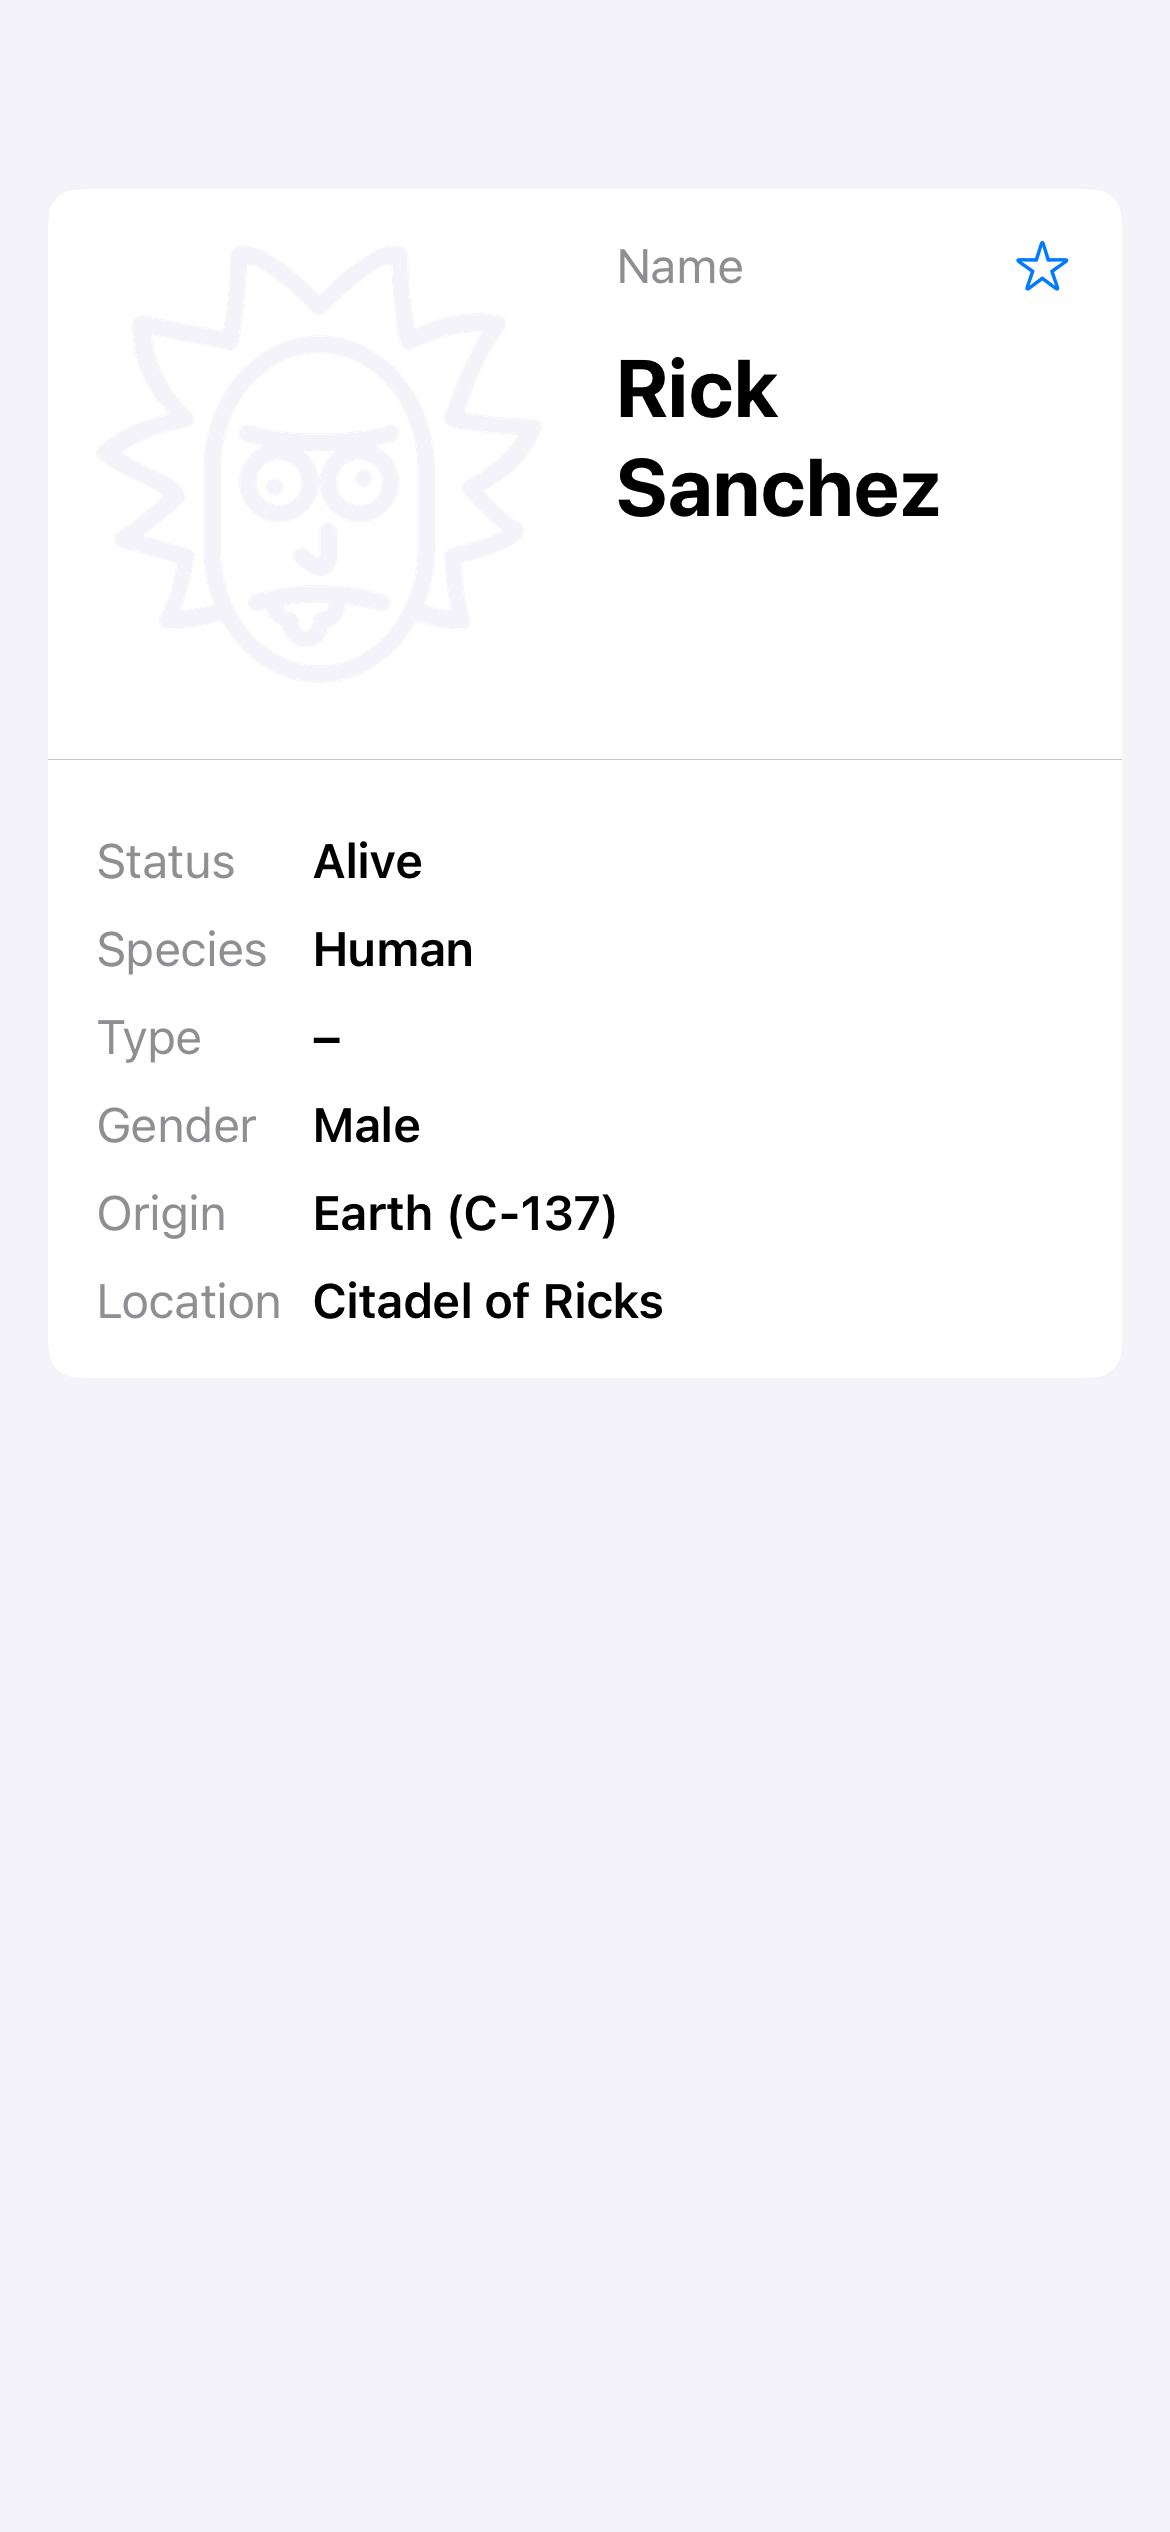 Name
Rick
Sanchez
Status Alive
Species Human
Type –
Gender Male
Origin Earth (C-137)
Location Citadel of Ricks